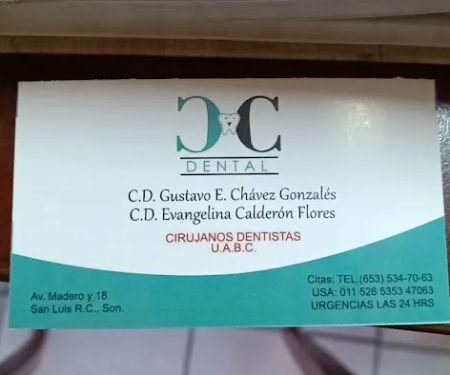 CC
DENTAL
C.D. Gustavo E. Chávez Gonzalés
C.D. Evangelina Calderón Flores
CIRUJANOS DENTISTAS
U.A.B.C.
Av. Madero y 18
San Luis R.C., Son.
Citas: TEL.(653) 534-70-63
USA: 011 526 5353 47063
URGENCIAS LAS 24 HRS